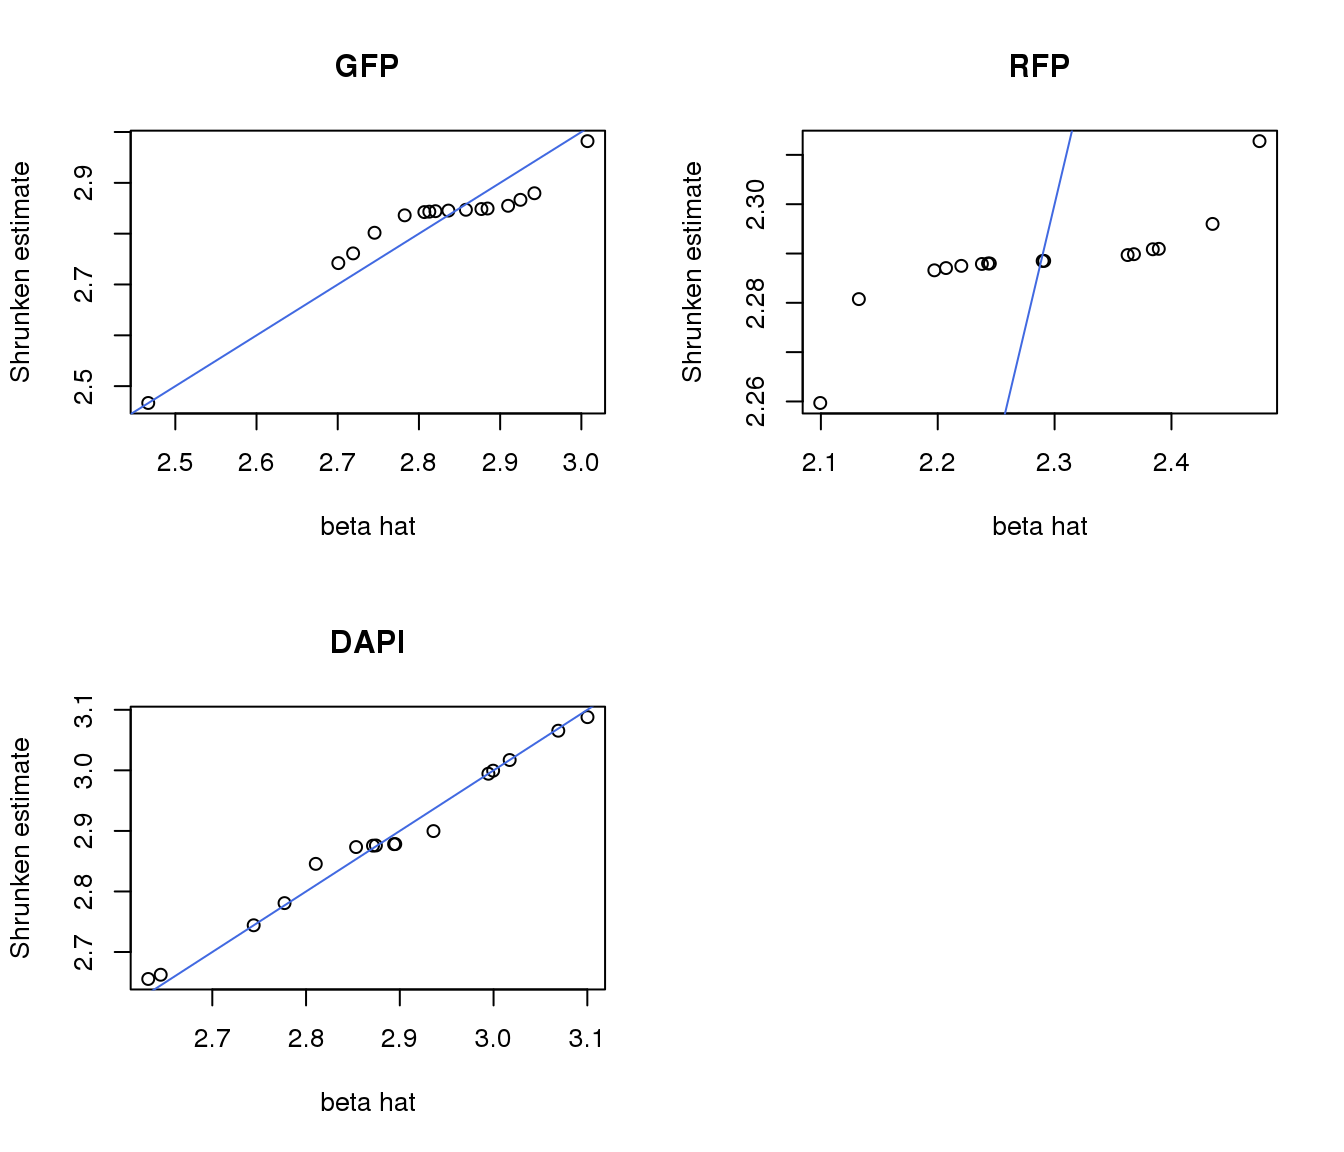 GFP
Shrunken estimate
2.5 2.7 2.9
2.5 2.6 2.7 2.8 2.9 3.0
beta hat
RFP
Shrunken estimate
2.26 2.28 2.30
2.1 2.2 2.3 2.4
beta hat
DAPI
Shrunken estimate
2.7 2.8 2.9 3.0 3.1
2.7 2.8 2.9 3.0 3.1
beta hat